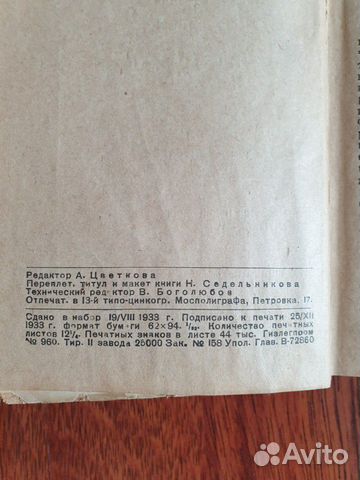 Редактор А. Цветкова
Переплет, титул и макет книги Н. Седельникова
Технический редактор В. Боголюбов
Отпечат. в 13-й типо-цинкогр. Мосполиграфа, Петровка, 17.
Сдано в набор 19/VIII 1933 г. Подписано к печати 25/XII
1933 г. формат бумаги 62×94. 1/32. Количество печатных
листов 12½. Печатных знаков в листе 44 тыс. Гизлегпром
№ 960. Тир. II завода 25000 Зак. № 158 Упол. Глав. В-72860
Avito